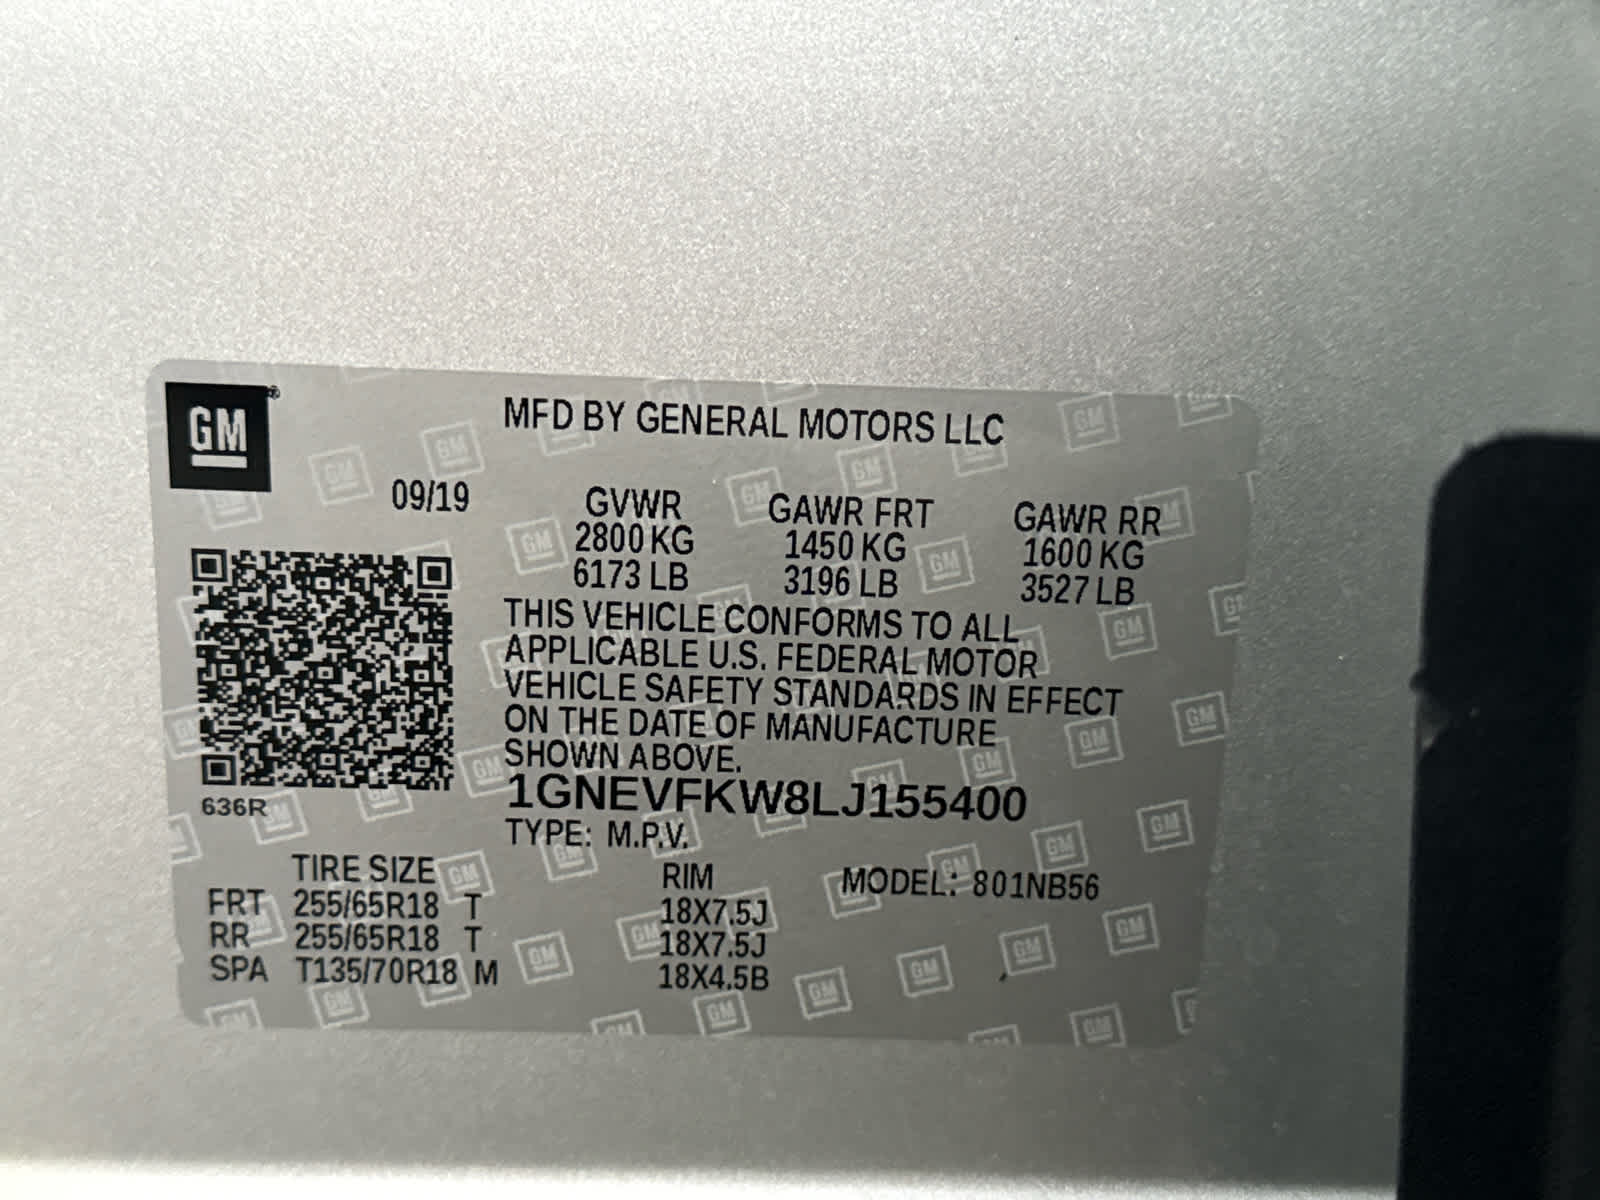 GM
MFD BY GENERAL MOTORS LLC
09/19
GVWR GAWR FRT GAWR RR
2800 KG 1450 KG 1600 KG
6173 LB 3196 LB 3527 LB
THIS VEHICLE CONFORMS TO ALL
APPLICABLE U.S. FEDERAL MOTOR
VEHICLE SAFETY STANDARDS IN EFFECT
ON THE DATE OF MANUFACTURE
SHOWN ABOVE.
1GNEVFKW8LJ155400
636R
TYPE: M.P.V.
TIRE SIZE RIM MODEL: 801NB56
FRT 255/65R18 T 18X7.5J
RR 255/65R18 T 18X7.5J
SPA T135/70R18 M 18X4.5B